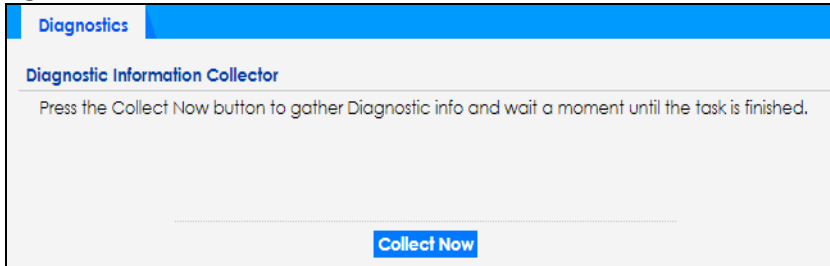 Diagnostics
Diagnostic Information Collector
Press the Collect Now button to gather Diagnostic info and wait a moment until the task is finished.
Collect Now